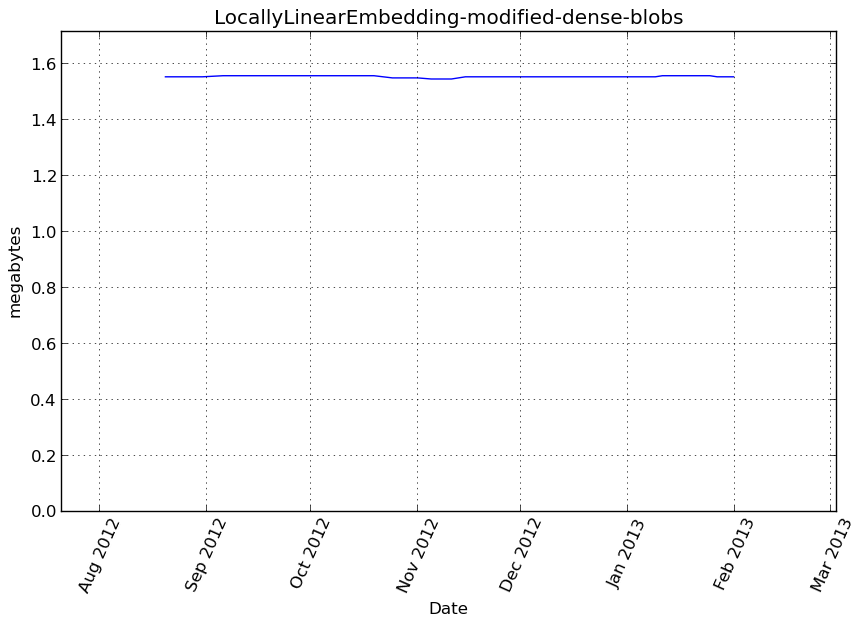 LocallyLinearEmbedding-modified-dense-blobs
megabytes
1.6
1.4
1.2
1.0
0.8
0.6
0.4
0.2
0.0
Aug 2012
Sep 2012
Oct 2012
Nov 2012
Dec 2012
Jan 2013
Feb 2013
Mar 2013
Date